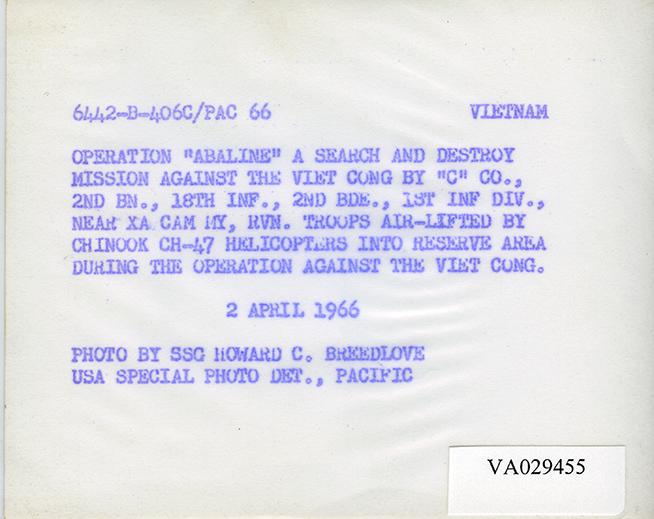 6442-B-406C/PAC 66 VIETNAM
OPERATION "ABALINE" A SEARCH AND DESTROY
MISSION AGAINST THE VIET CONG BY "C" CO.,
2ND BN., 18TH INF., 2ND BDE., 1ST INF DIV.,
NEAR XA CAM MY, RVN. TROOPS AIR-LIFTED BY
CHINOOK CH-47 HELICOPTERS INTO RESERVE AREA
DURING THE OPERATION AGAINST THE VIET CONG.
2 APRIL 1966
PHOTO BY SSG HOWARD C. BREEDLOVE
USA SPECIAL PHOTO DET., PACIFIC
VA029455